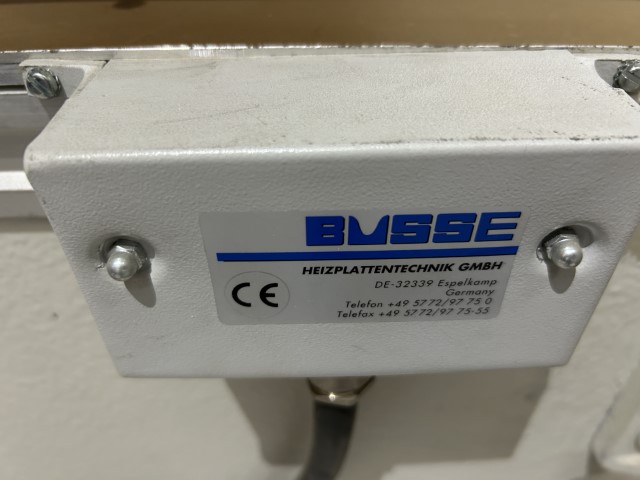 BUSSE
HEIZPLATTENTECHNIK GMBH
CE
DE-32339 Espelkamp
Germany
Telefon +49 5772/97 75 0
Telefax +49 5772/97 75-55